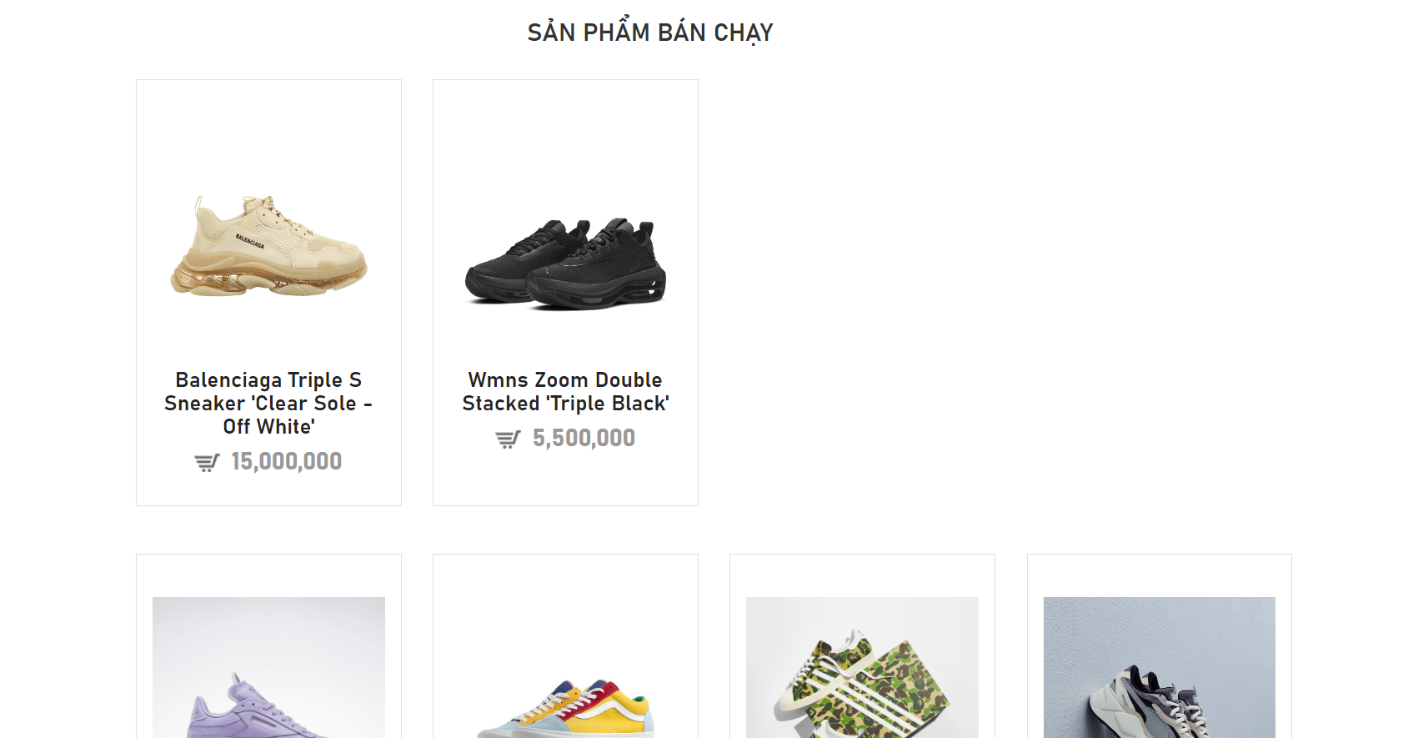 SẢN PHẨM BÁN CHẠY
BALENCIAGA
Balenciaga Triple S
Sneaker 'Clear Sole -
Off White'
15,000,000
Wmns Zoom Double
Stacked 'Triple Black'
5,500,000